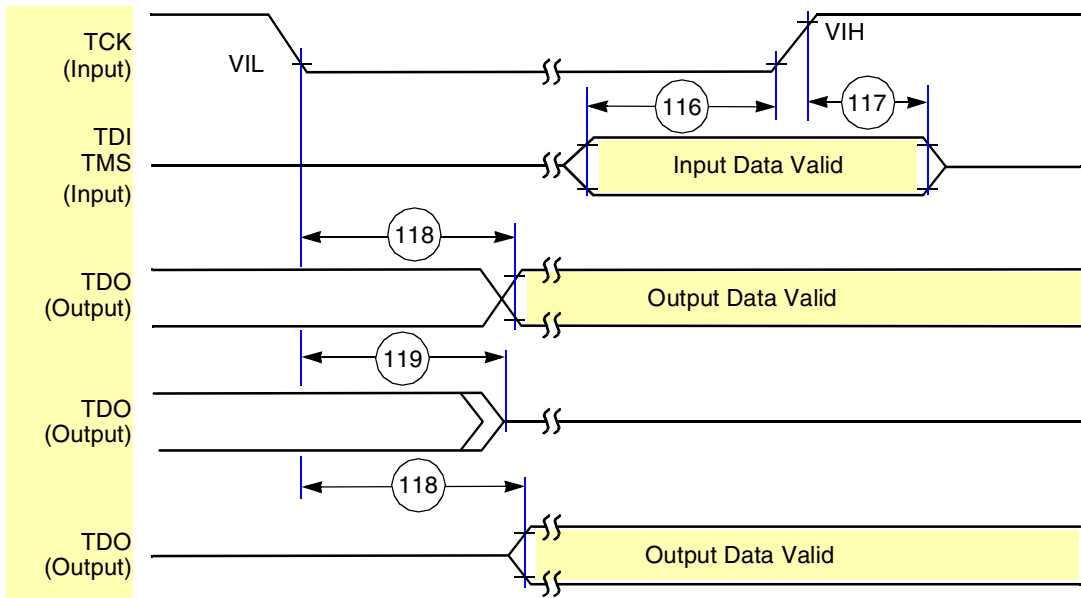 TCK
(Input)
VIL
VIH
116
117
TDI
TMS
(Input)
Input Data Valid
118
TDO
(Output)
Output Data Valid
119
TDO
(Output)
118
TDO
(Output)
Output Data Valid